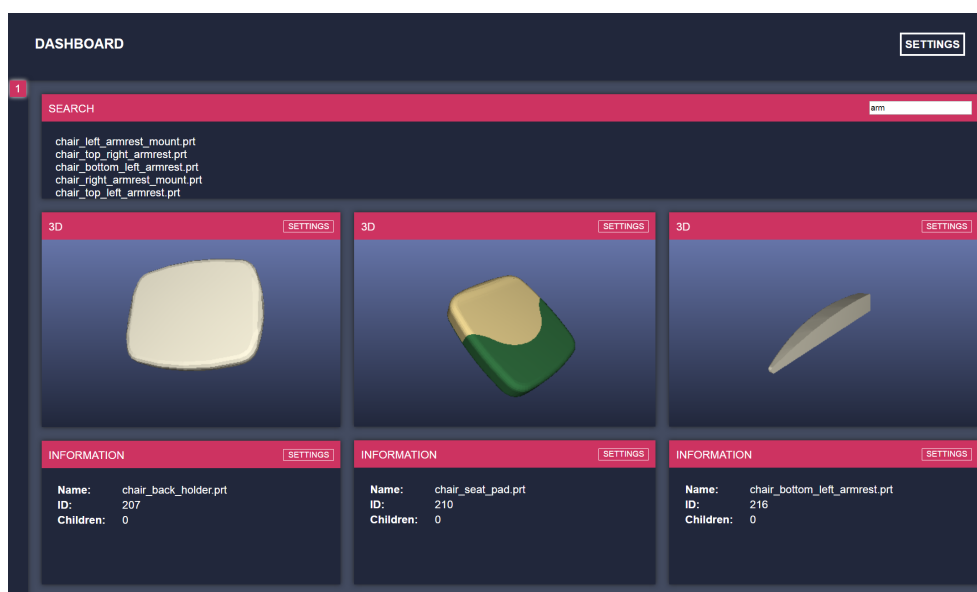 DASHBOARD
SETTINGS
1
SEARCH
arm
chair_left_armrest_mount.prt
chair_top_right_armrest.prt
chair_bottom_left_armrest.prt
chair_right_armrest_mount.prt
chair_top_left_armrest.prt
3D SETTINGS
3D SETTINGS
3D SETTINGS
INFORMATION SETTINGS
Name: chair_back_holder.prt
ID: 207
Children: 0
INFORMATION SETTINGS
Name: chair_seat_pad.prt
ID: 210
Children: 0
INFORMATION SETTINGS
Name: chair_bottom_left_armrest.prt
ID: 216
Children: 0